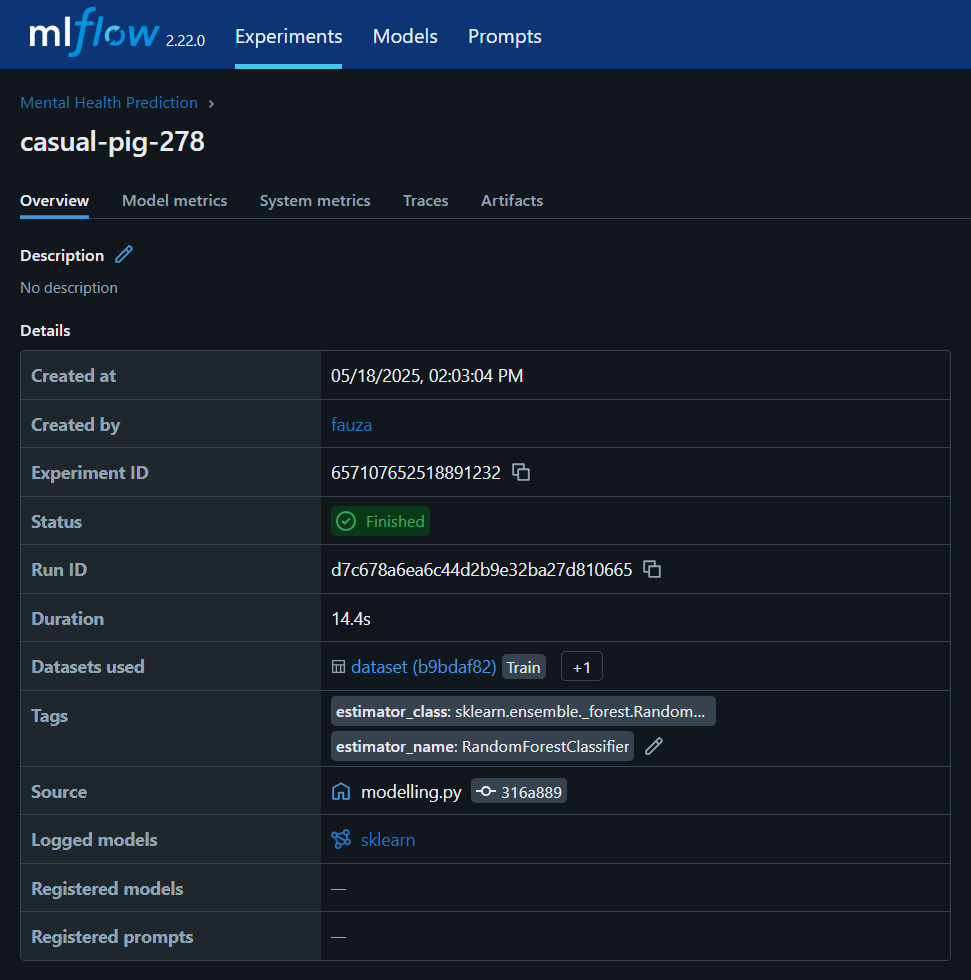 mlflow 2.22.0 Experiments Models Prompts
Mental Health Prediction ›
casual-pig-278
Overview Model metrics System metrics Traces Artifacts
Description
No description
Details
Created at 05/18/2025, 02:03:04 PM
Created by fauza
Experiment ID 657107652518891232
Status Finished
Run ID d7c678a6ea6c44d2b9e32ba27d810665
Duration 14.4s
Datasets used dataset (b9bdaf82) Train +1
Tags estimator_class: sklearn.ensemble._forest.Random...
estimator_name: RandomForestClassifier
Source modelling.py 316a889
Logged models sklearn
Registered models —
Registered prompts —